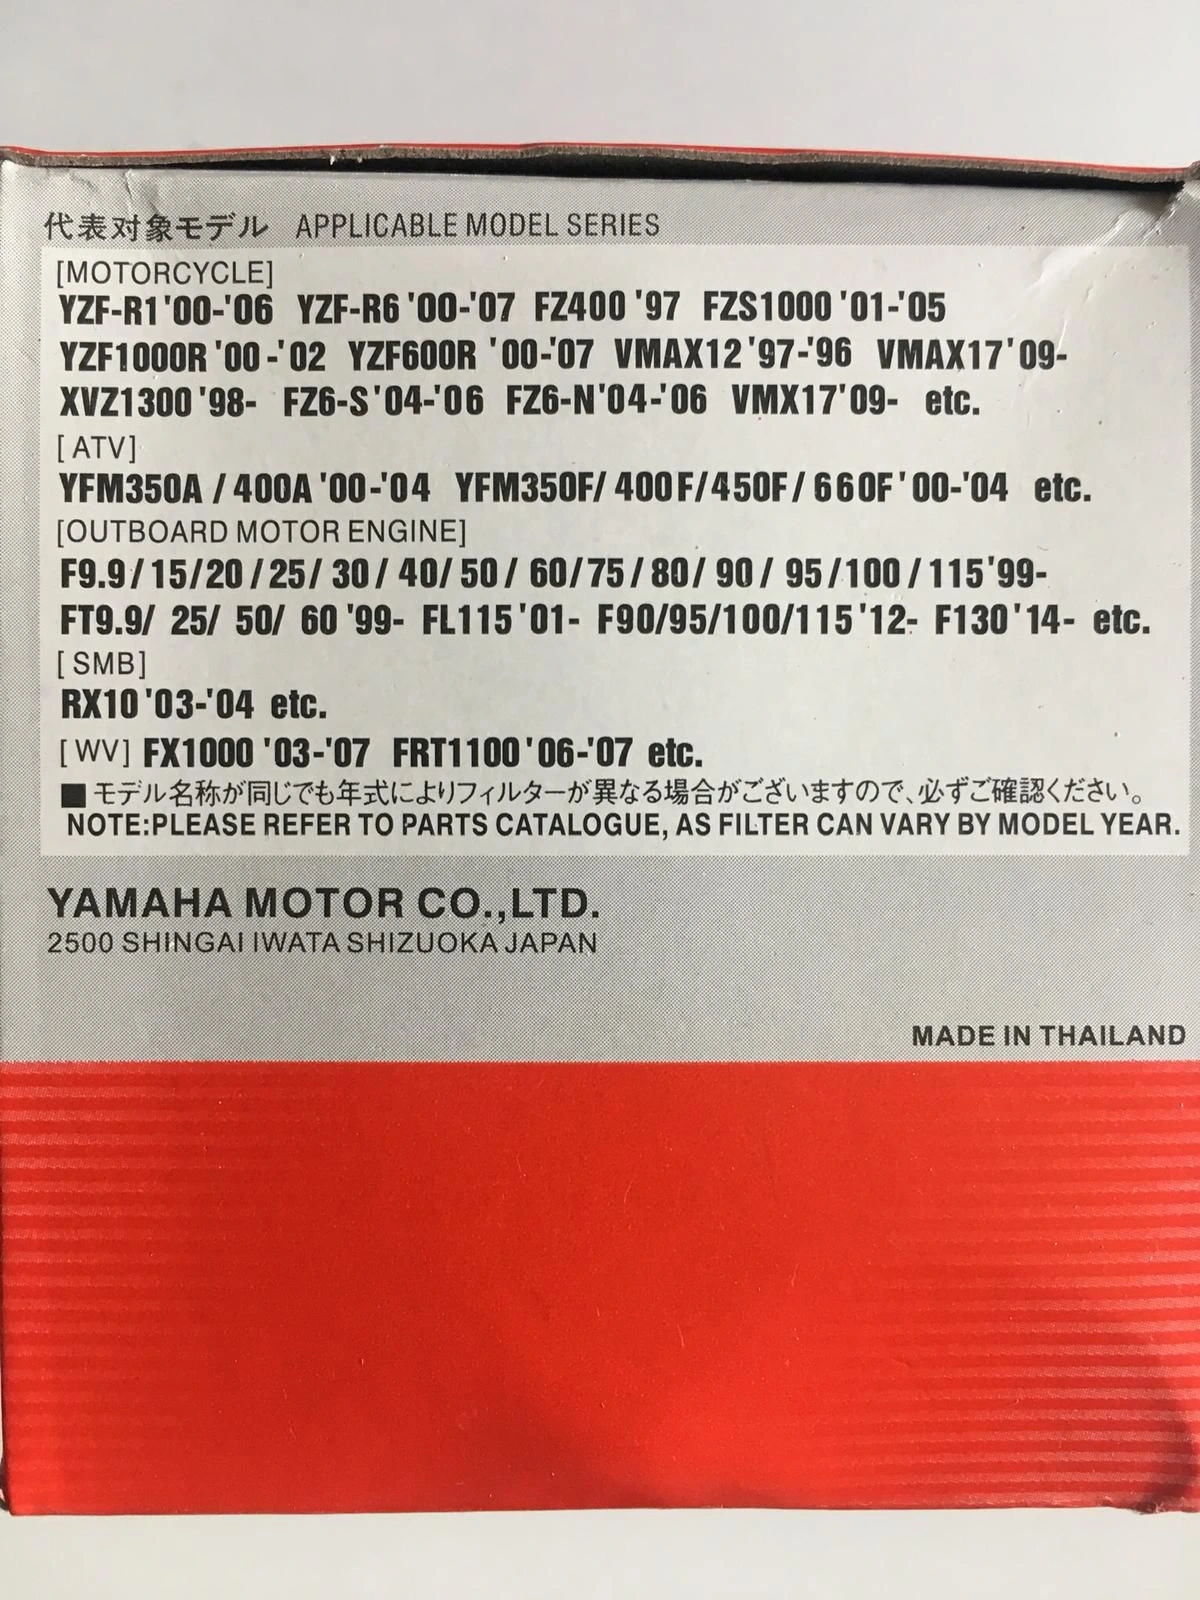 代表対象モデル APPLICABLE MODEL SERIES
[MOTORCYCLE]
YZF-R1'00-'06 YZF-R6 '00-'07 FZ400 '97 FZS1000 '01-'05
YZF1000R '00-'02 YZF600R '00-'07 VMAX12 '97-'96 VMAX17'09-
XVZ1300 '98- FZ6-S'04-'06 FZ6-N'04-'06 VMX17'09- etc.
[ATV]
YFM350A / 400A '00-'04 YFM350F/ 400F/450F/ 660F'00-'04 etc.
[OUTBOARD MOTOR ENGINE]
F9.9/15/20/25/ 30/ 40/50/ 60/75/80/ 90/ 95/100/115'99-
FT9.9/ 25/ 50/ 60 '99- FL115 '01- F90/95/100/115 '12- F130 '14- etc.
[SMB]
RX10 '03-'04 etc.
[WV] FX1000 '03-'07 FRT1100 '06-'07 etc.
■モデル名称が同じでも年式によりフィルターが異なる場合がございますので、必ずご確認ください。
NOTE:PLEASE REFER TO PARTS CATALOGUE, AS FILTER CAN VARY BY MODEL YEAR.
YAMAHA MOTOR CO.,LTD.
2500 SHINGAI IWATA SHIZUOKA JAPAN
MADE IN THAILAND